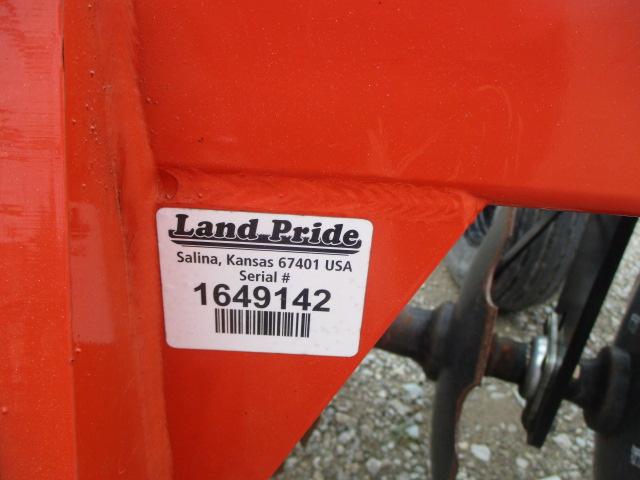 Land Pride
Salina, Kansas 67401 USA
Serial #
1649142